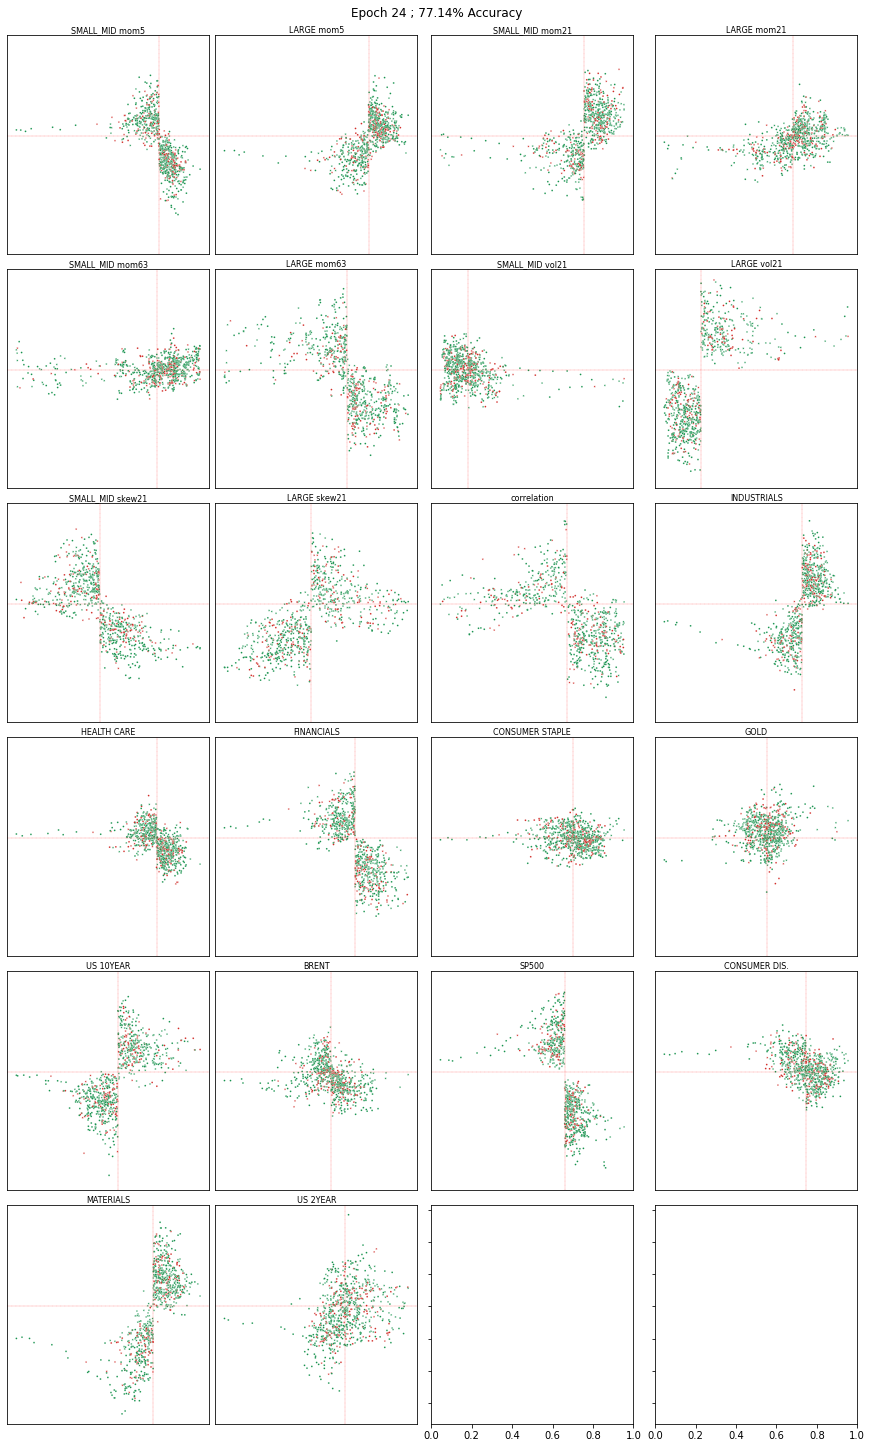 Epoch 24 ; 77.14% Accuracy
SMALL_MID mom5 LARGE mom5 SMALL_MID mom21 LARGE mom21
SMALL_MID mom63 LARGE mom63 SMALL_MID vol21 LARGE vol21
SMALL_MID skew21 LARGE skew21 correlation INDUSTRIALS
HEALTH CARE FINANCIALS CONSUMER STAPLE GOLD
US 10YEAR BRENT SP500 CONSUMER DIS.
MATERIALS US 2YEAR
0.0 0.2 0.4 0.6 0.8 1.0 0.0 0.2 0.4 0.6 0.8 1.0